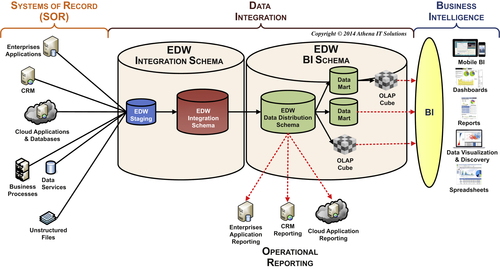 SYSTEMS OF RECORD
(SOR)
DATA
INTEGRATION
BUSINESS
INTELLIGENCE
Copyright © 2014 Athena IT Solutions
Enterprises
Applications
CRM
Cloud Applications
& Databases
Business
Processes
Data
Services
Unstructured
Files
EDW
INTEGRATION SCHEMA
EDW
Staging
EDW
Integration
Schema
EDW
BI SCHEMA
EDW
Data Distribution
Schema
Data
Mart
Data
Mart
OLAP
Cube
OLAP
Cube
BI
Mobile BI
Dashboards
Reports
Data Visualization
& Discovery
Spreadsheets
Enterprises
Application
Reporting
CRM
Reporting
Cloud Application
Reporting
OPERATIONAL
REPORTING